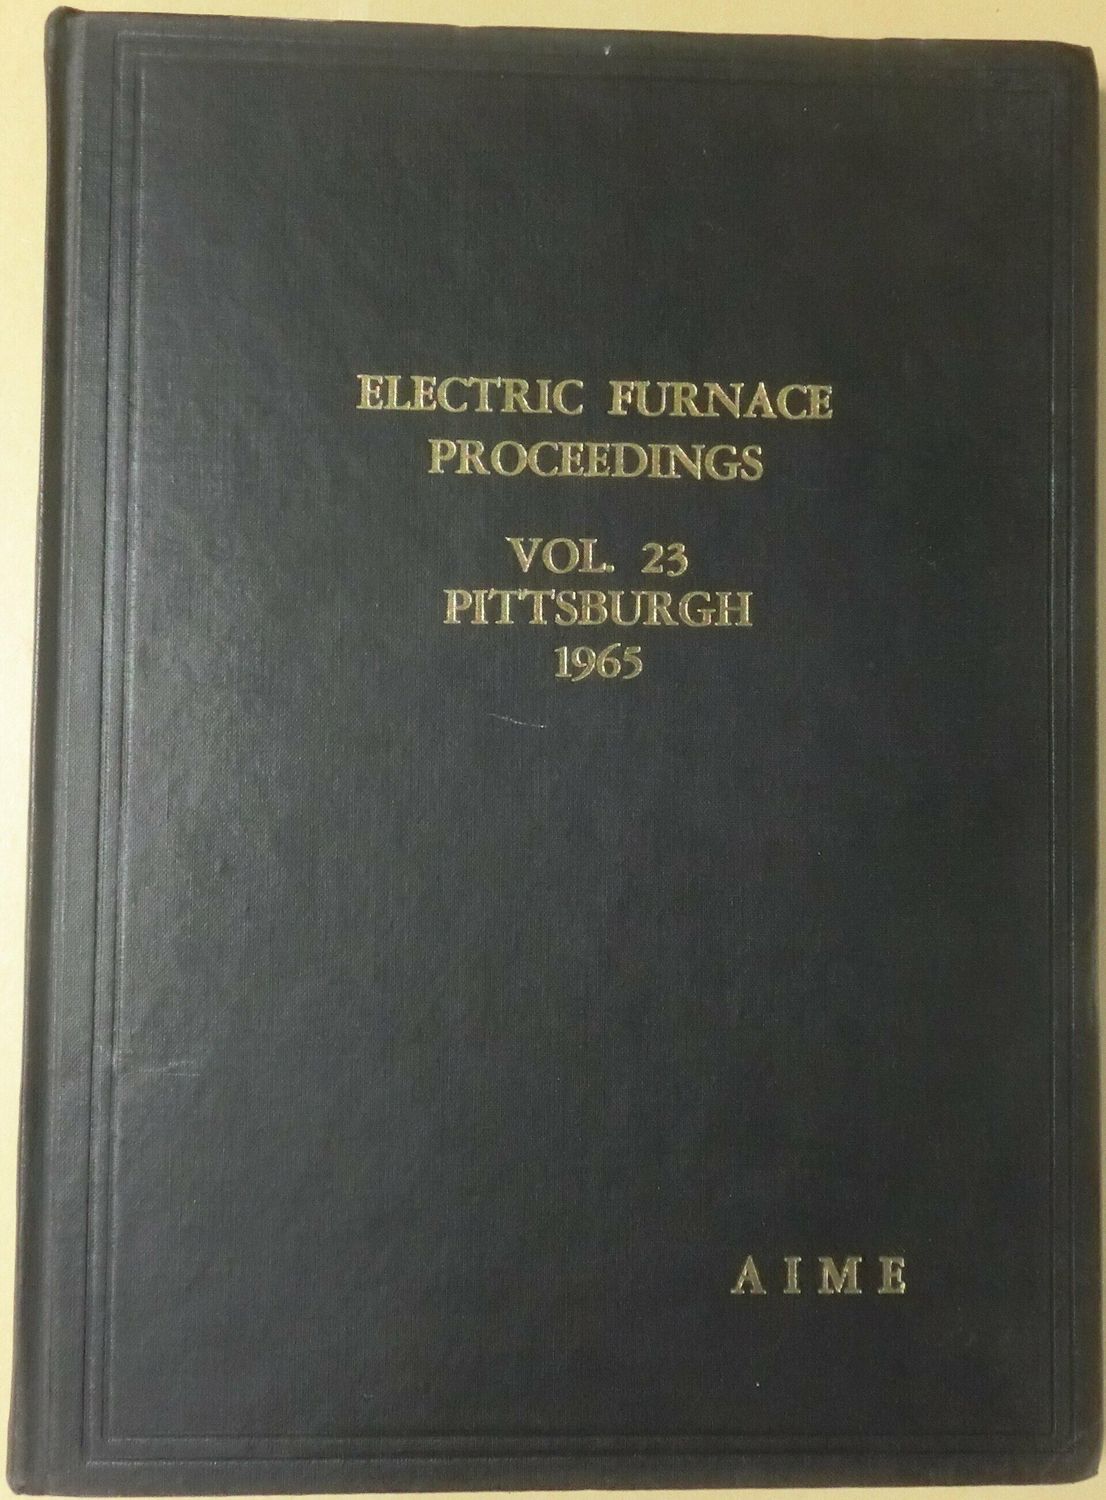 ELECTRIC FURNACE
PROCEEDINGS
VOL. 23
PITTSBURGH
1965
AIME